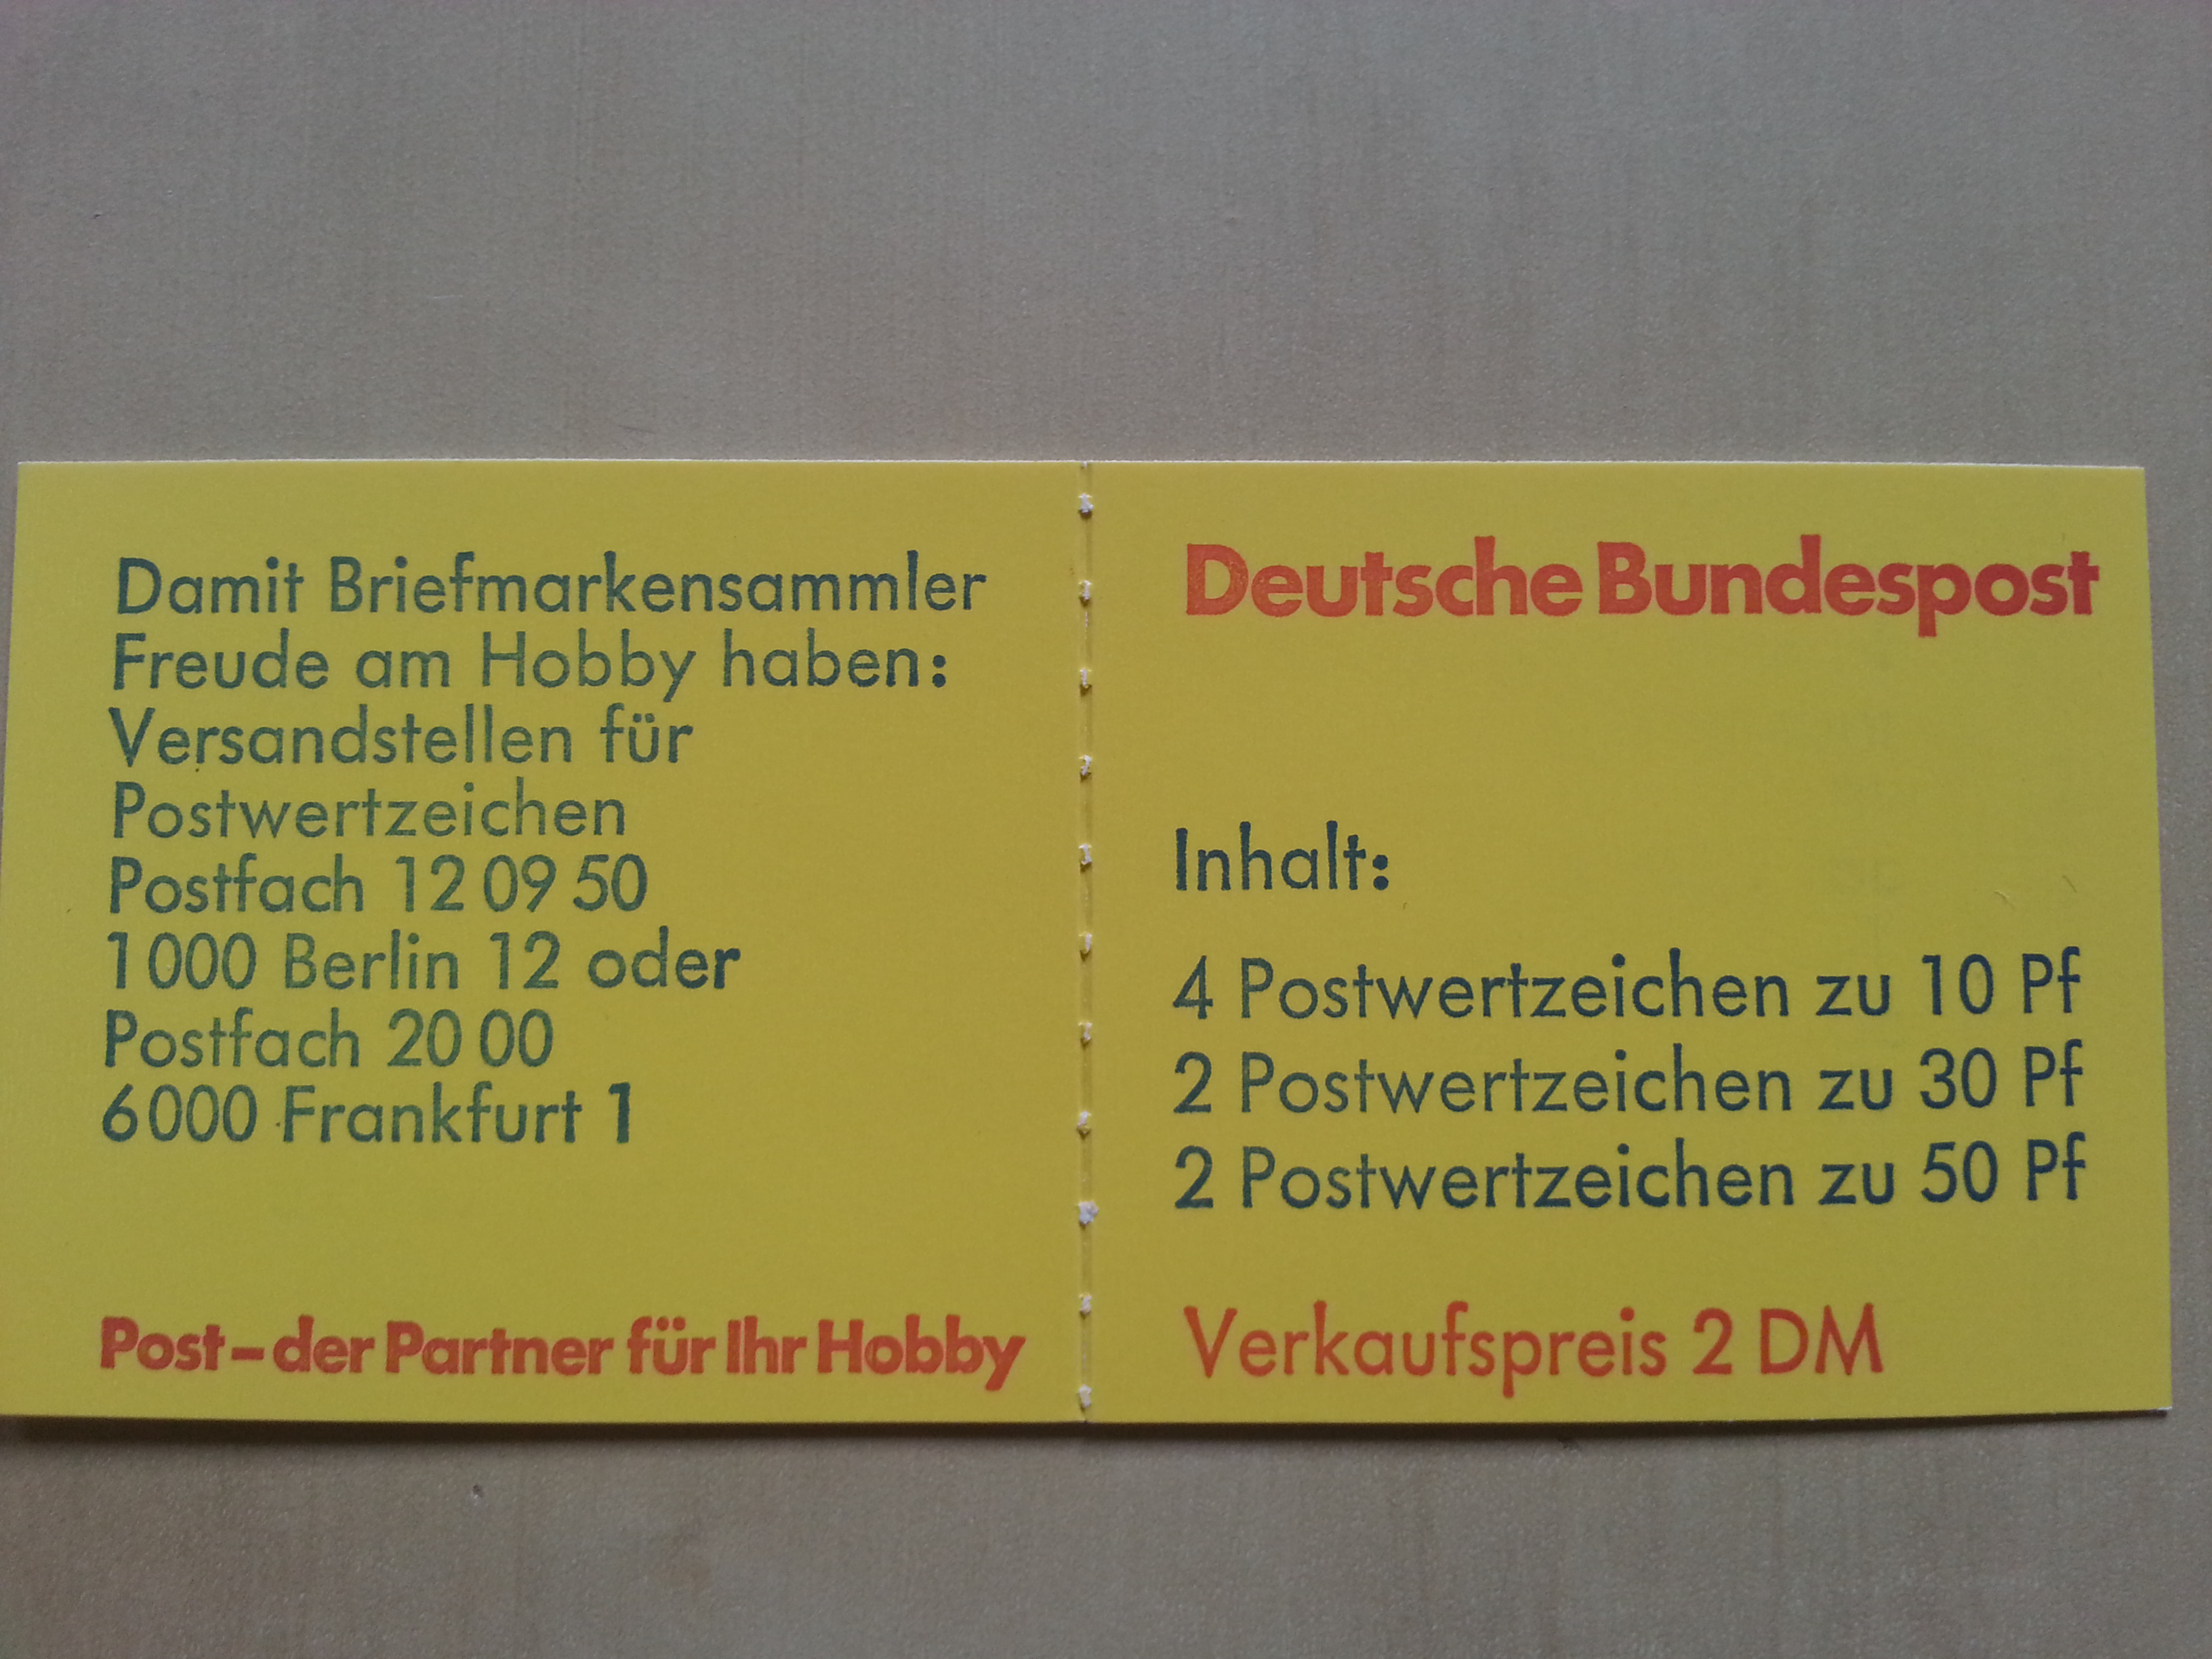 Damit Briefmarkensammler
Freude am Hobby haben:
Versandstellen für
Postwertzeichen
Postfach 12 09 50
1000 Berlin 12 oder
Postfach 20 00
6000 Frankfurt 1
Post – der Partner für Ihr Hobby
Deutsche Bundespost
Inhalt:
4 Postwertzeichen zu 10 Pf
2 Postwertzeichen zu 30 Pf
2 Postwertzeichen zu 50 Pf
Verkaufspreis 2 DM